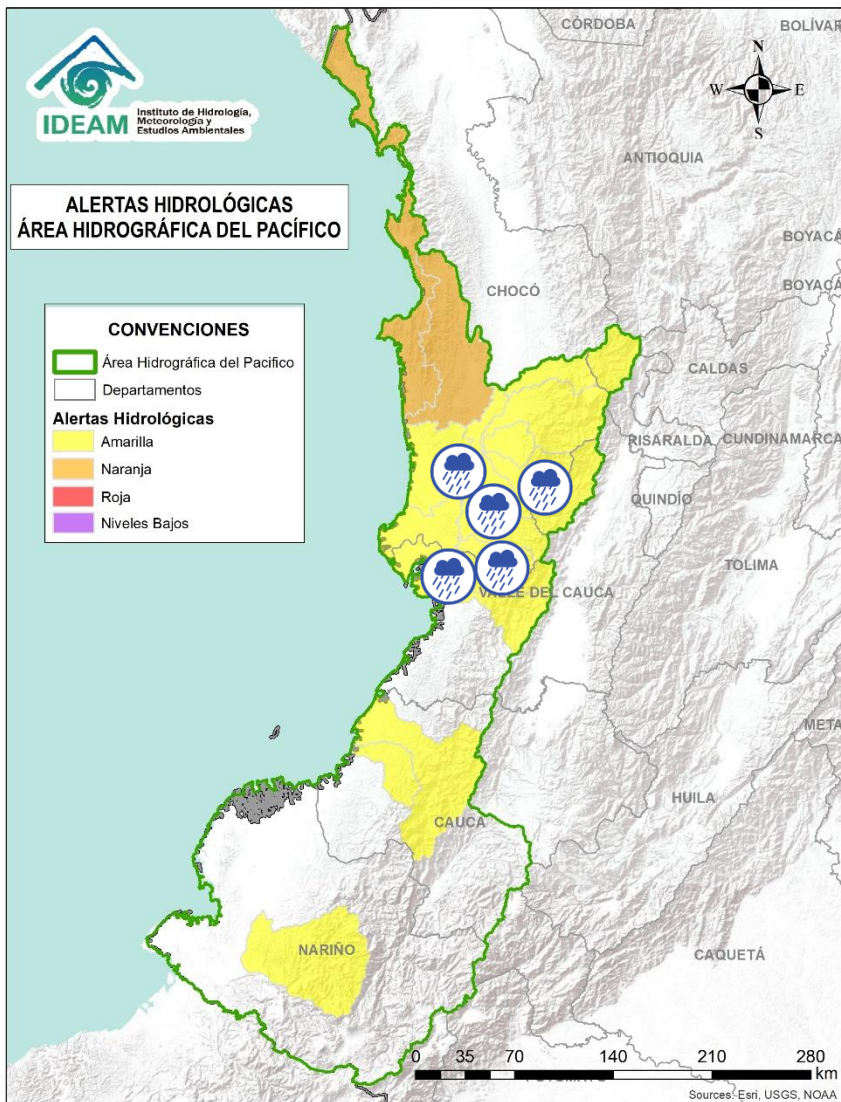 CÓRDOBA
BOLÍVAR
IDEAM
Instituto de Hidrología,
Meteorología y
Estudios Ambientales
N
W
E
S
ANTIOQUIA
ALERTAS HIDROLÓGICAS
ÁREA HIDROGRÁFICA DEL PACÍFICO
BOYACÁ
BOYACÁ
CHOCÓ
CONVENCIONES
Área Hidrográfica del Pacifico
Departamentos
Alertas Hidrológicas
Amarilla
Naranja
Roja
Niveles Bajos
CALDAS
RISARALDA
CUNDINAMARCA
QUINDÍO
TOLIMA
VALLE DEL CAUCA
META
HUILA
CAUCA
NARIÑO
CAQUETÁ
0 35 70 140 210 280
km
Sources: Esri, USGS, NOAA